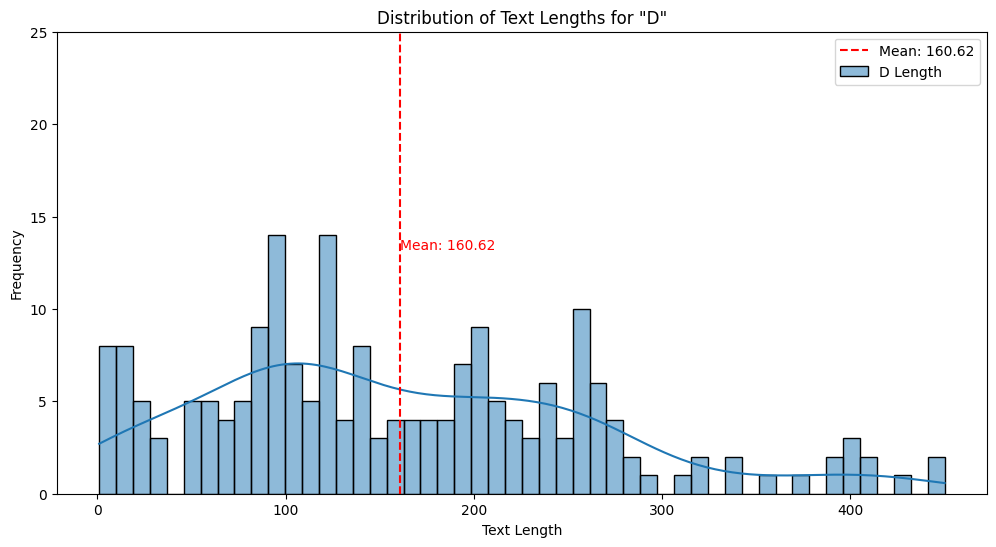 Distribution of Text Lengths for "D"
Mean: 160.62
D Length
25
20
15
10
5
0
Frequency
Mean: 160.62
0 100 200 300 400
Text Length